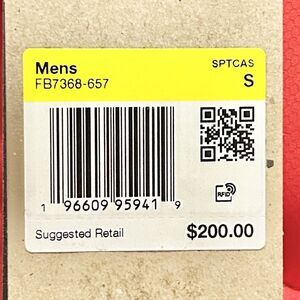 Mens SPTCAS
FB7368-657 S
RFID
1 96609 95941 9
Suggested Retail $200.00